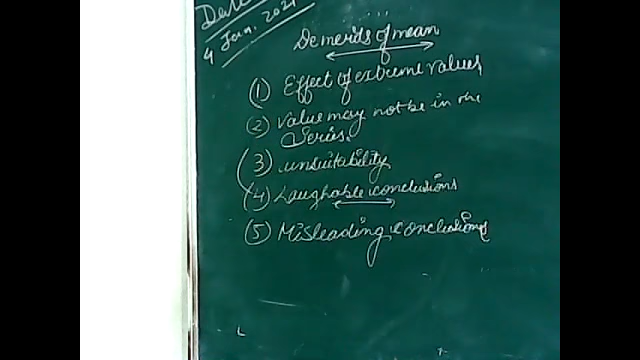 Date
4 Jan. 2021
Demerits of mean
(1) Effect of extreme values
(2) Value may not be in the
Series.
(3) unsuitability
(4) Laughable conclusions
(5) Misleading conclusions